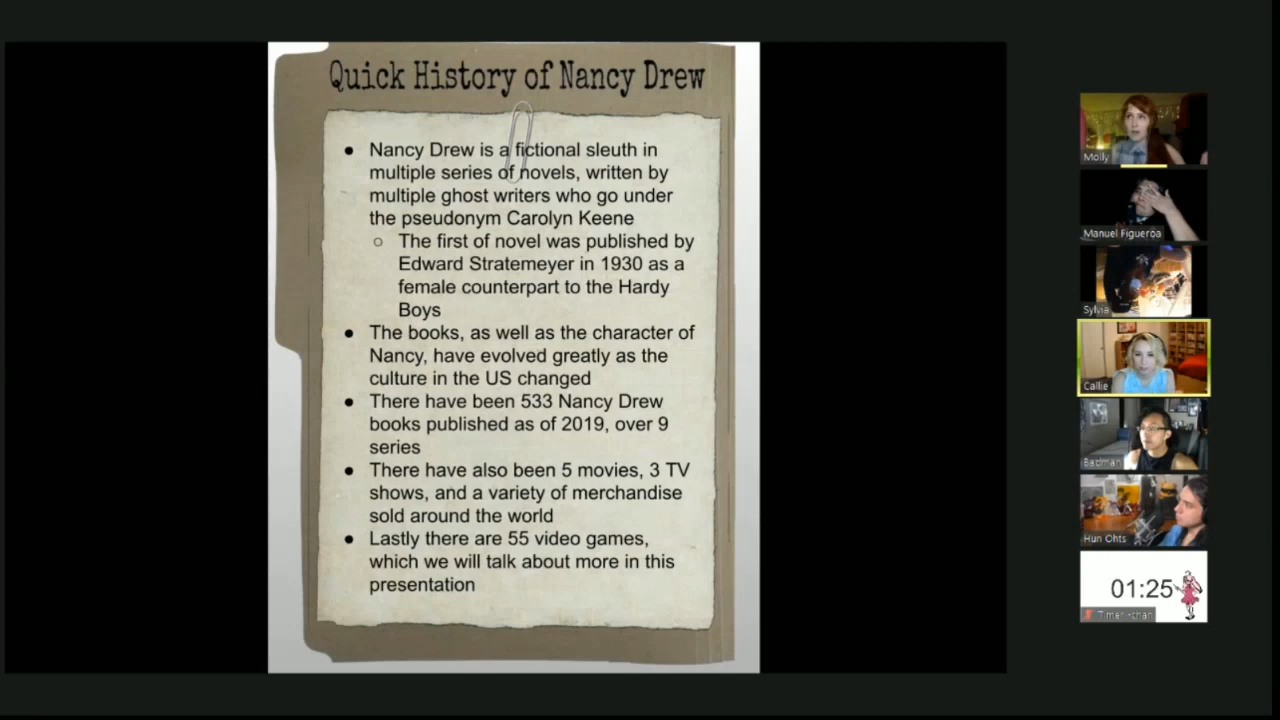 Quick History of Nancy Drew
● Nancy Drew is a fictional sleuth in
multiple series of novels, written by
multiple ghost writers who go under
the pseudonym Carolyn Keene
○ The first of novel was published by
Edward Stratemeyer in 1930 as a
female counterpart to the Hardy
Boys
● The books, as well as the character of
Nancy, have evolved greatly as the
culture in the US changed
● There have been 533 Nancy Drew
books published as of 2019, over 9
series
● There have also been 5 movies, 3 TV
shows, and a variety of merchandise
sold around the world
● Lastly there are 55 video games,
which we will talk about more in this
presentation
Molly
Manuel Figueroa
Sylvia
Callie
Badman
Hun Ohts
01:25
Timer-chan